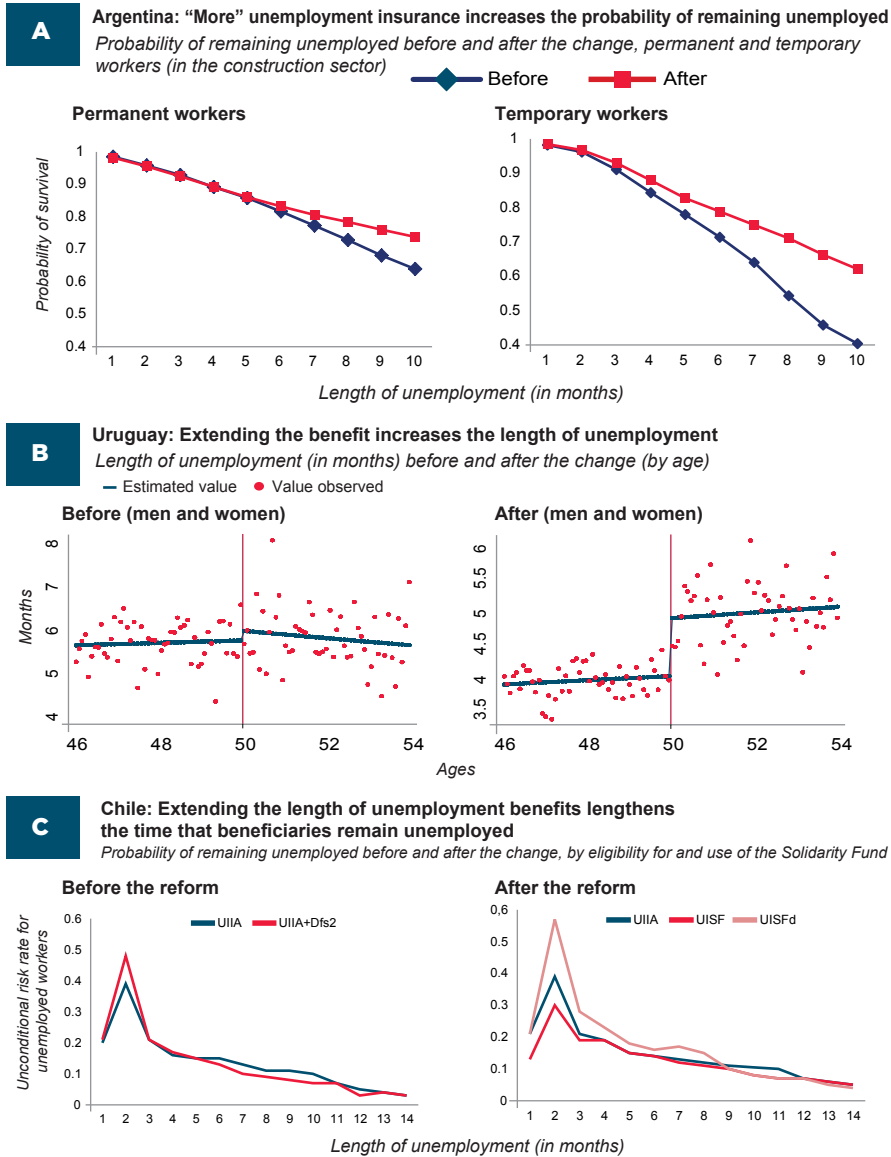 A
Argentina: “More” unemployment insurance increases the probability of remaining unemployed
Probability of remaining unemployed before and after the change, permanent and temporary
workers (in the construction sector)
Before After
Permanent workers
Probability of survival
1
0.9
0.8
0.7
0.6
0.5
0.4
1 2 3 4 5 6 7 8 9 10
Temporary workers
1
0.9
0.8
0.7
0.6
0.5
0.4
1 2 3 4 5 6 7 8 9 10
Length of unemployment (in months)
B
Uruguay: Extending the benefit increases the length of unemployment
Length of unemployment (in months) before and after the change (by age)
Estimated value Value observed
Before (men and women)
Months
8
7
6
5
4
46 48 50 52 54
After (men and women)
6
5.5
5
4.5
4
3.5
46 48 50 52 54
Ages
C
Chile: Extending the length of unemployment benefits lengthens
the time that beneficiaries remain unemployed
Probability of remaining unemployed before and after the change, by eligibility for and use of the Solidarity Fund
Before the reform
Unconditional risk rate for
unemployed workers
UIIA UIIA+Dfs2
0.6
0.5
0.4
0.3
0.2
0.1
0
1 2 3 4 5 6 7 8 9 10 11 12 13 14
After the reform
UIIA UISF UISFd
0,6
0.5
0.4
0.3
0.2
0.1
0
1 2 3 4 5 6 7 8 9 10 11 12 13 14
Length of unemployment (in months)